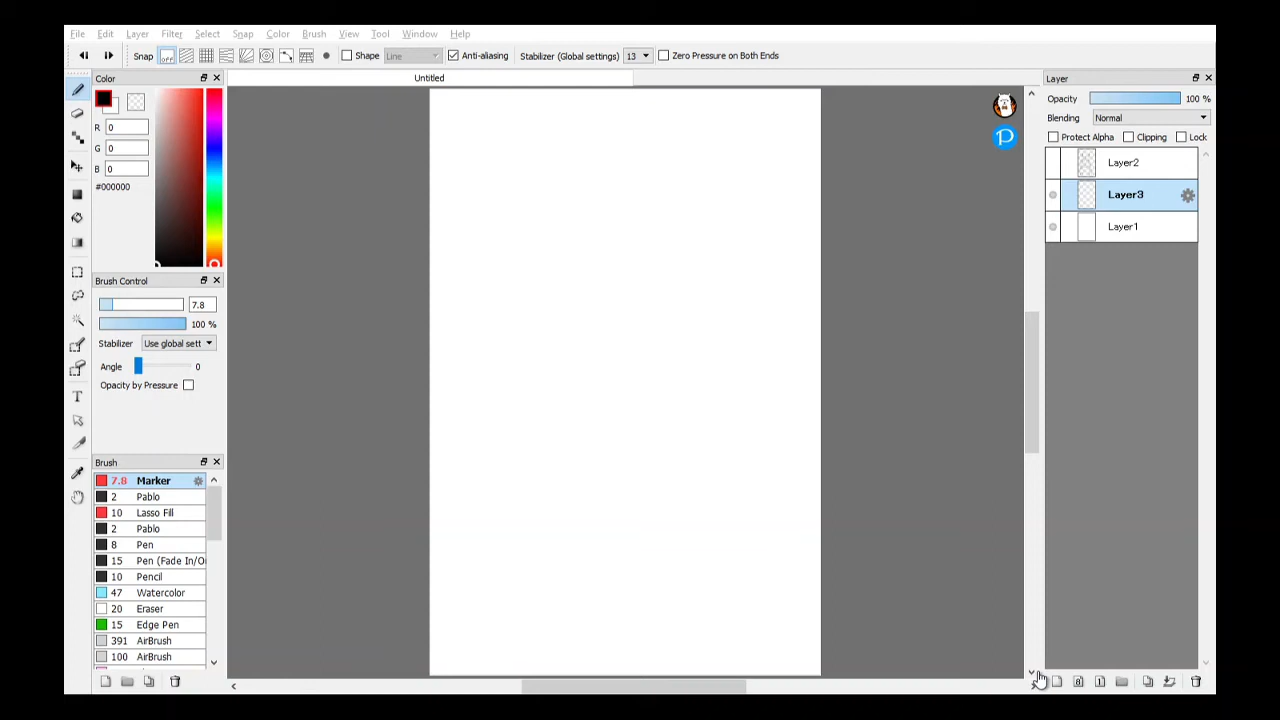 File Edit Layer Filter Select Snap Color Brush View Tool Window Help
Snap OFF Shape Line Anti-aliasing Stabilizer (Global settings) 13 Zero Pressure on Both Ends
Color
Untitled
Layer
R 0
G 0
B 0
#000000
Opacity 100 %
Blending Normal
Protect Alpha Clipping Lock
Layer2
Layer3
Layer1
Brush Control
7.8
100 %
Stabilizer Use global sett
Angle 0
Opacity by Pressure
Brush
7.8 Marker
2 Pablo
10 Lasso Fill
2 Pablo
8 Pen
15 Pen (Fade In/O
10 Pencil
47 Watercolor
20 Eraser
15 Edge Pen
391 AirBrush
100 AirBrush
T
P
8 1